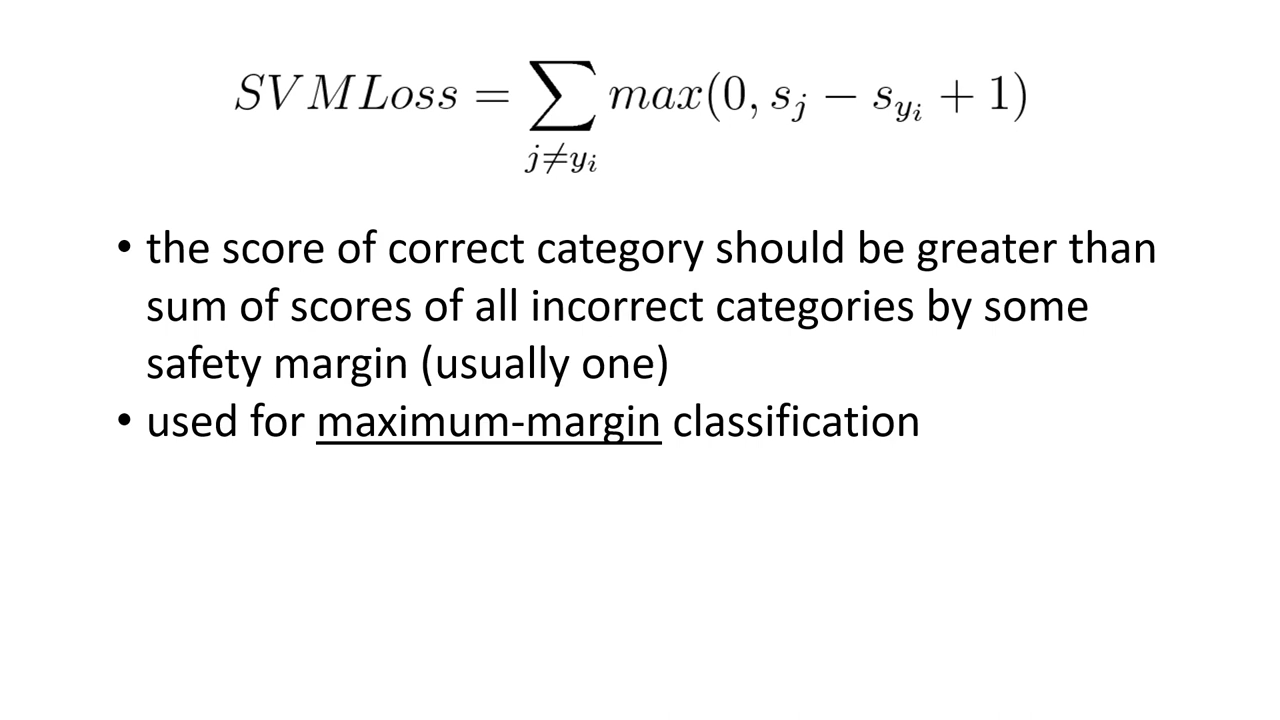 SVMLoss = ∑_{j≠y_i} max(0, s_j − s_{y_i} + 1)
• the score of correct category should be greater than
sum of scores of all incorrect categories by some
safety margin (usually one)
• used for maximum-margin classification